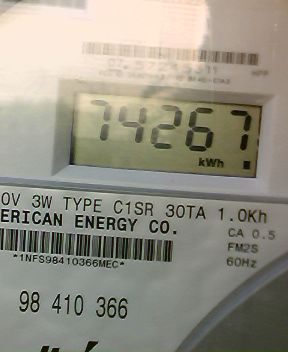 74267
kWh
0V 3W TYPE C1SR 30TA 1.0Kh
ERICAN ENERGY CO.
CA 0.5
FM2S
60Hz
*1NFS98410366MEC*
98 410 366